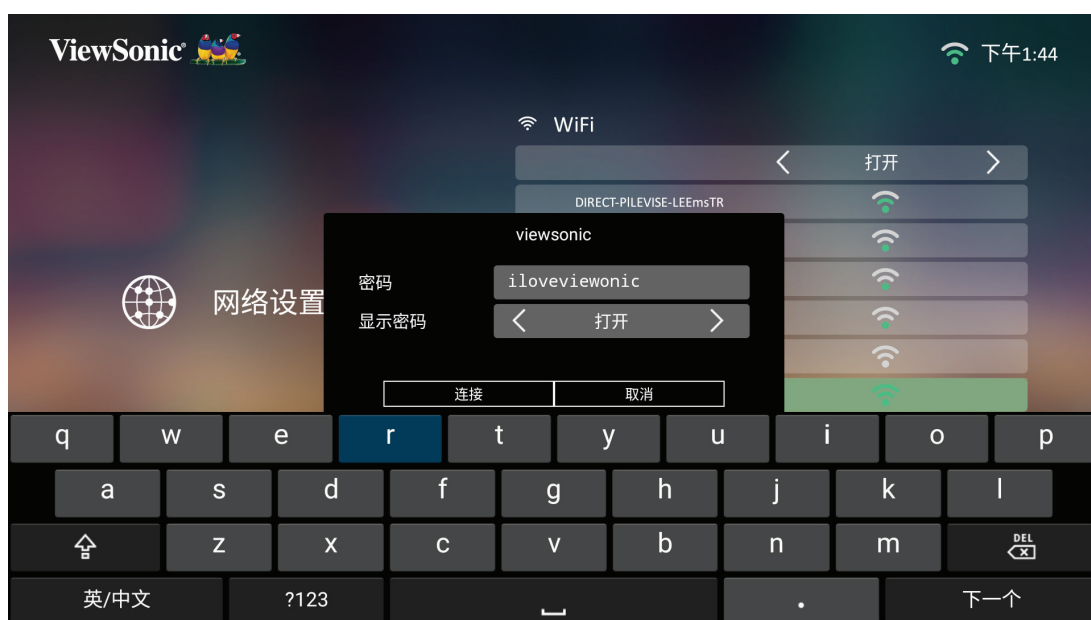 ViewSonic®
下午1:44
WiFi
打开
DIRECT-PILEVISE-LEEmsTR
viewsonic
密码 iloveviewonic
网络设置
显示密码 打开
连接 取消
q w e r t y u i o p
a s d f g h j k l
z x c v b n m DEL
英/中文 ?123 . 下一个